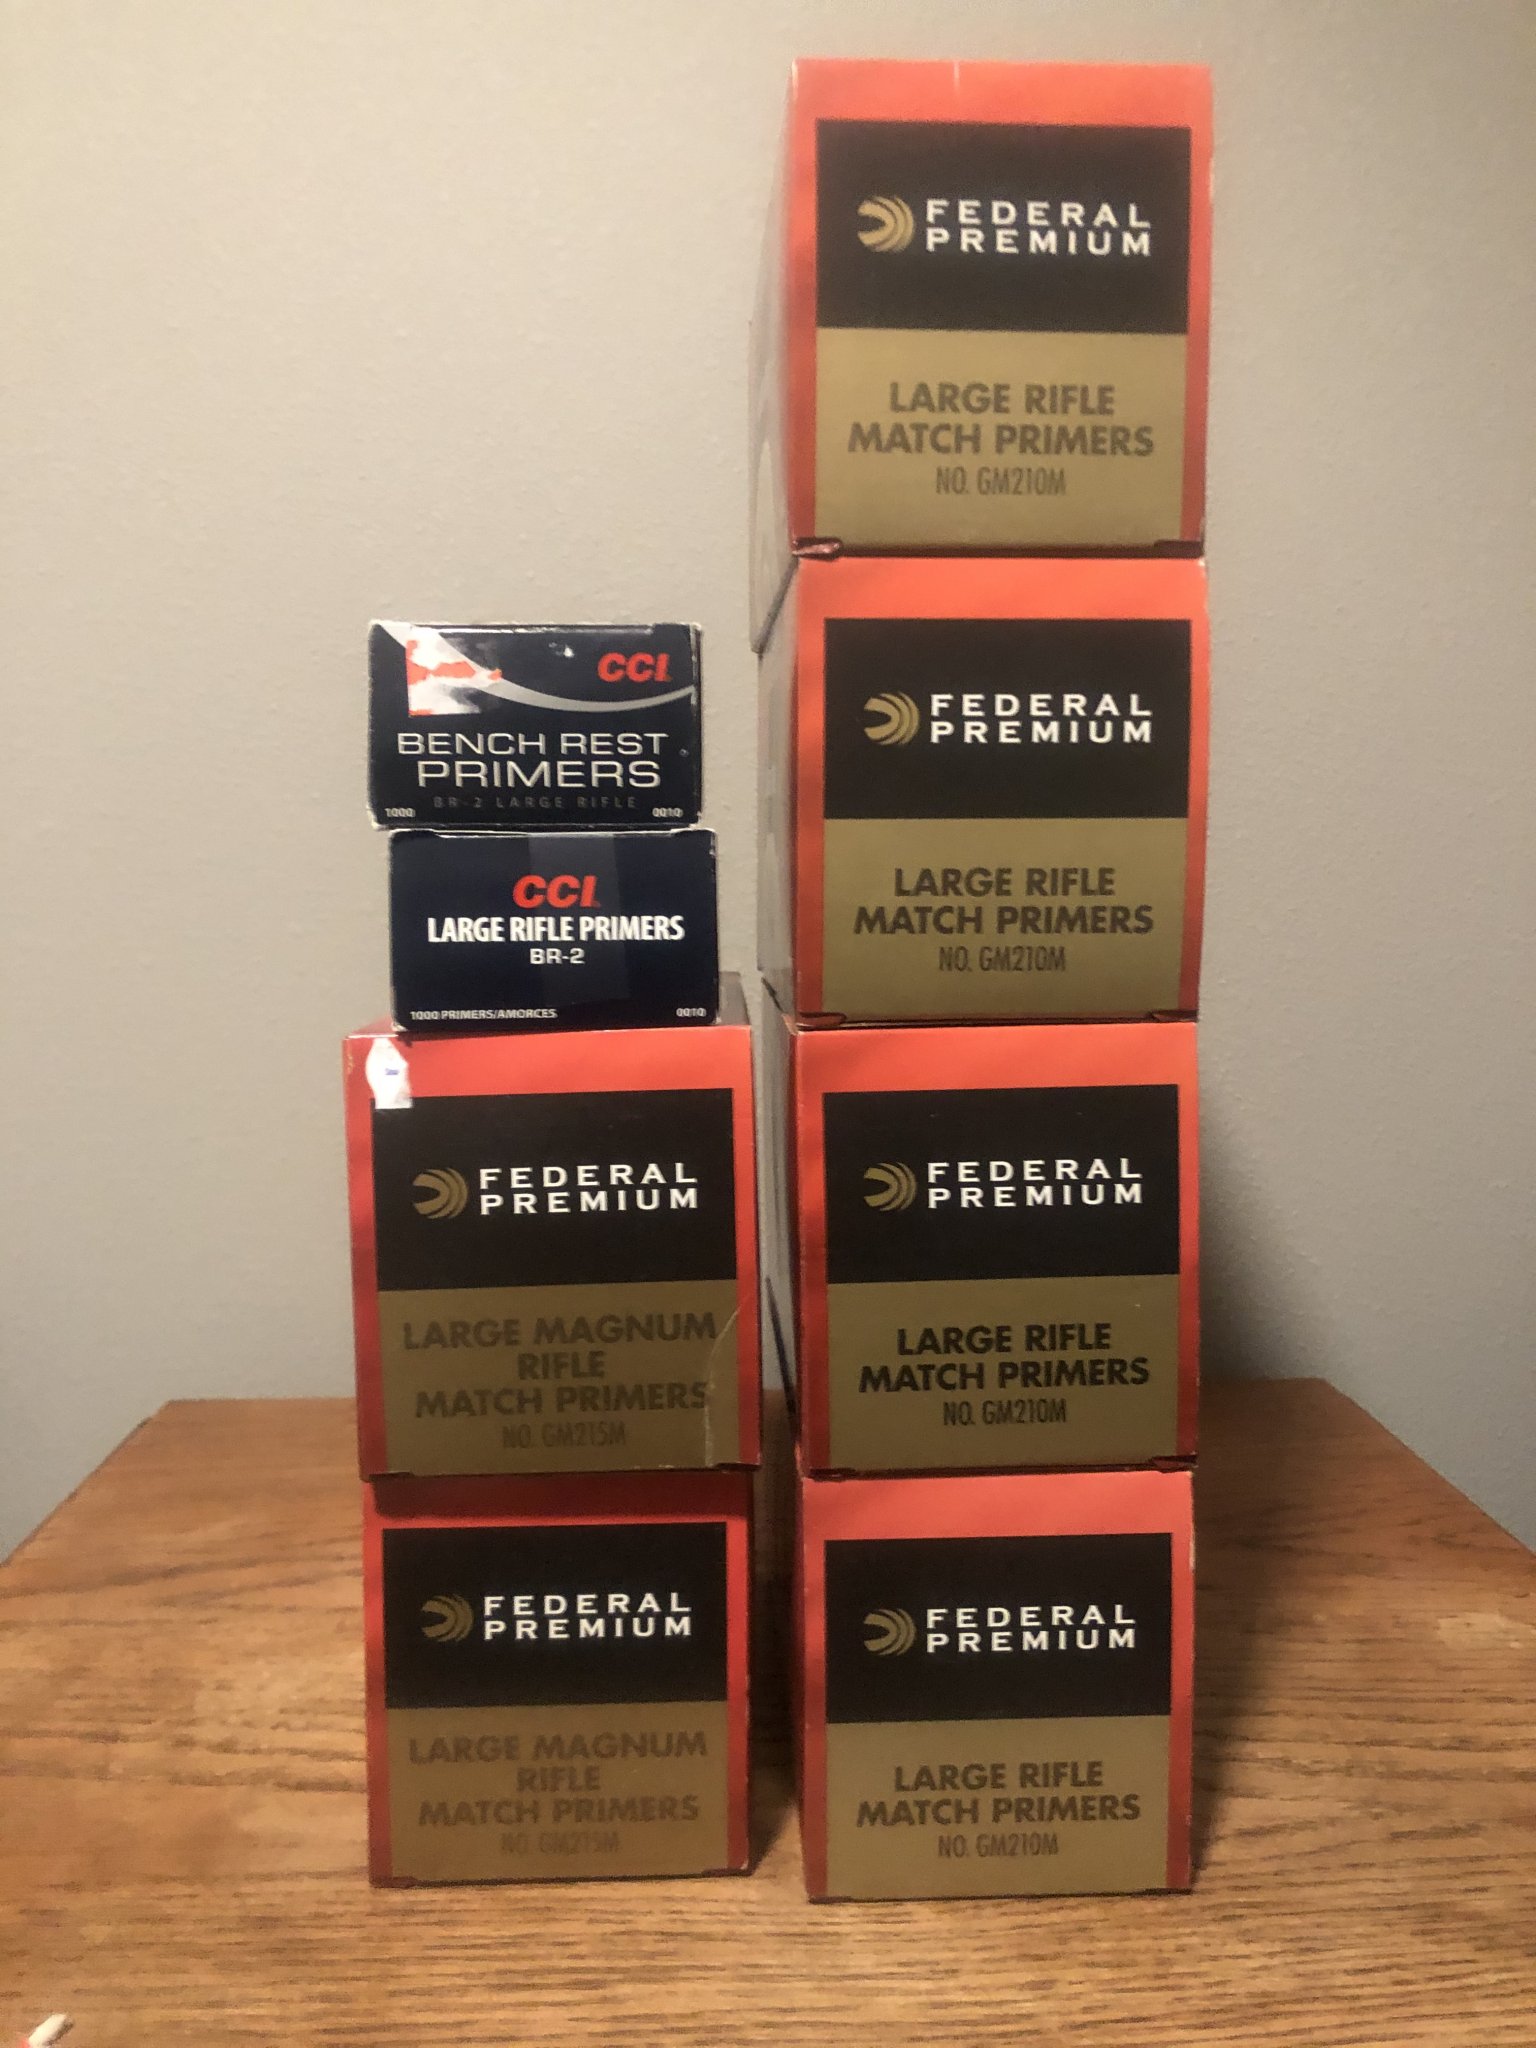 CCI
BENCH REST
PRIMERS
BR-2 LARGE RIFLE
1000
0010
CCI
LARGE RIFLE PRIMERS
BR-2
1000 PRIMERS/AMORCES
0010
FEDERAL
PREMIUM
LARGE MAGNUM
RIFLE
MATCH PRIMERS
NO. GM215M
FEDERAL
PREMIUM
LARGE MAGNUM
RIFLE
MATCH PRIMERS
NO. GM215M
FEDERAL
PREMIUM
LARGE RIFLE
MATCH PRIMERS
NO. GM210M
FEDERAL
PREMIUM
LARGE RIFLE
MATCH PRIMERS
NO. GM210M
FEDERAL
PREMIUM
LARGE RIFLE
MATCH PRIMERS
NO. GM210M
FEDERAL
PREMIUM
LARGE RIFLE
MATCH PRIMERS
NO. GM210M